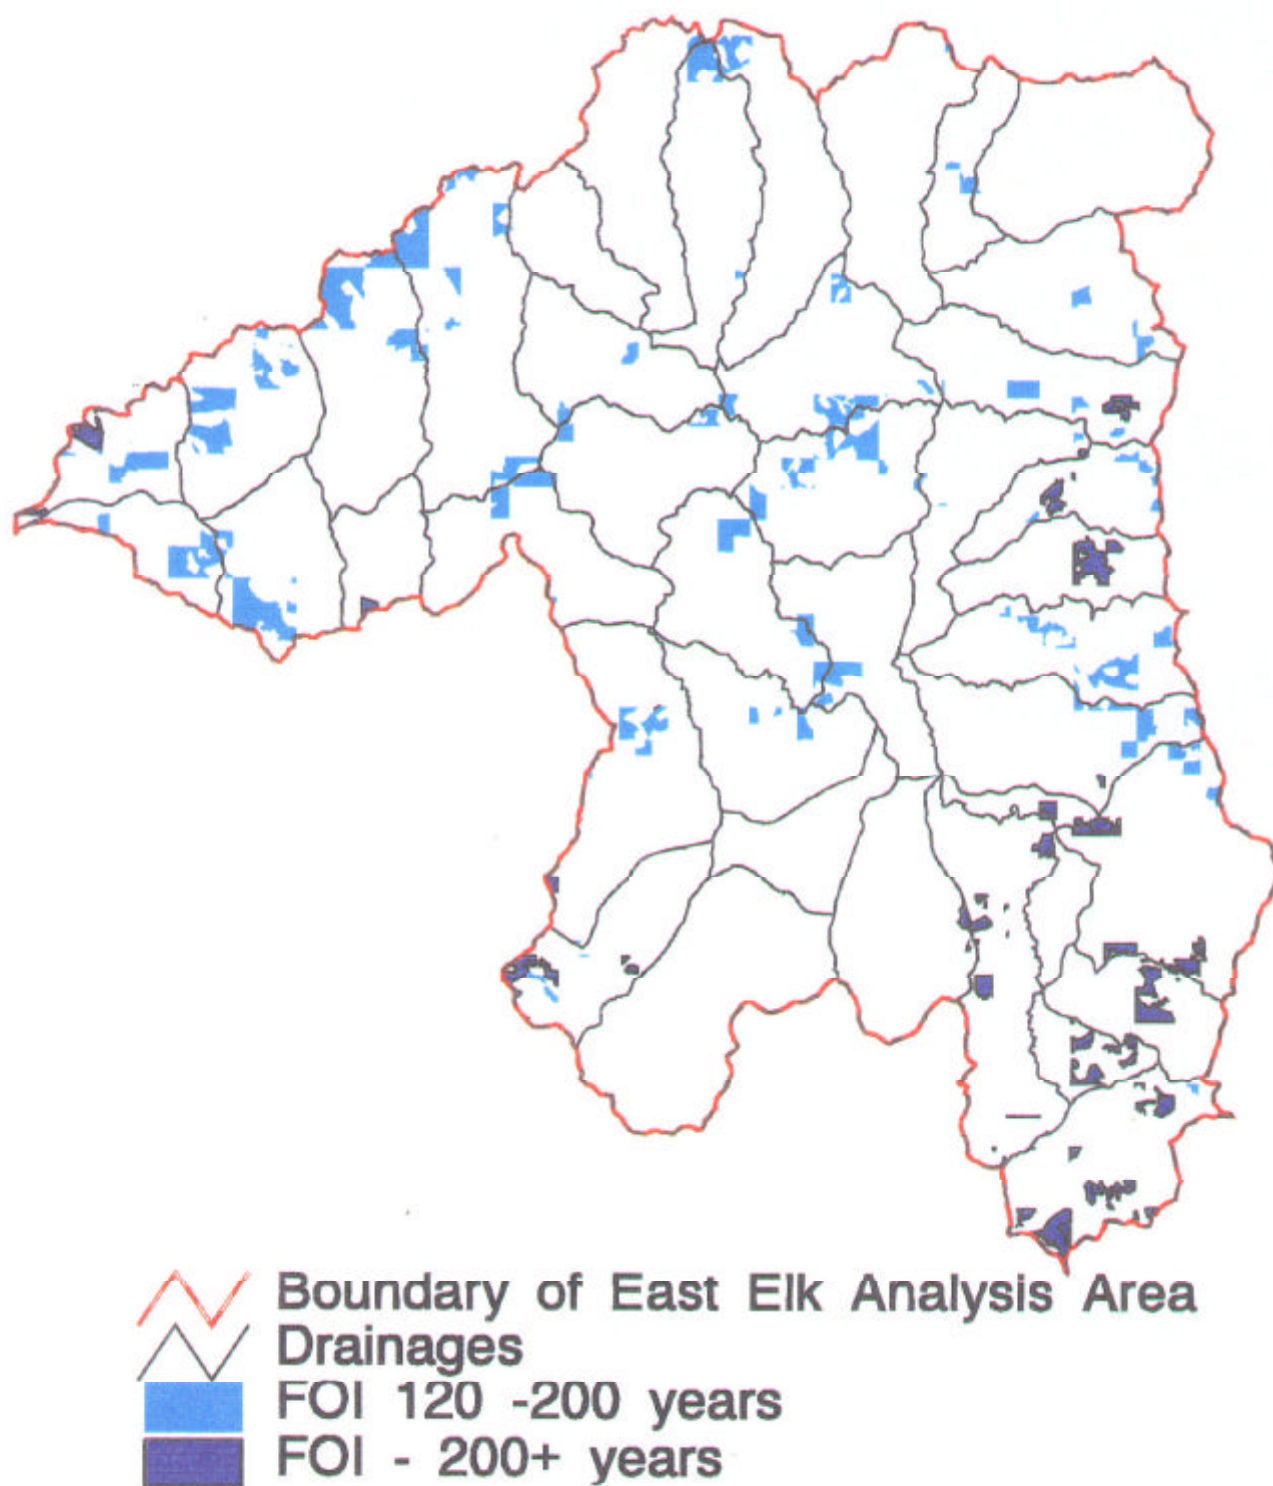 Boundary of East Elk Analysis Area
Drainages
FOI 120 -200 years
FOI - 200+ years